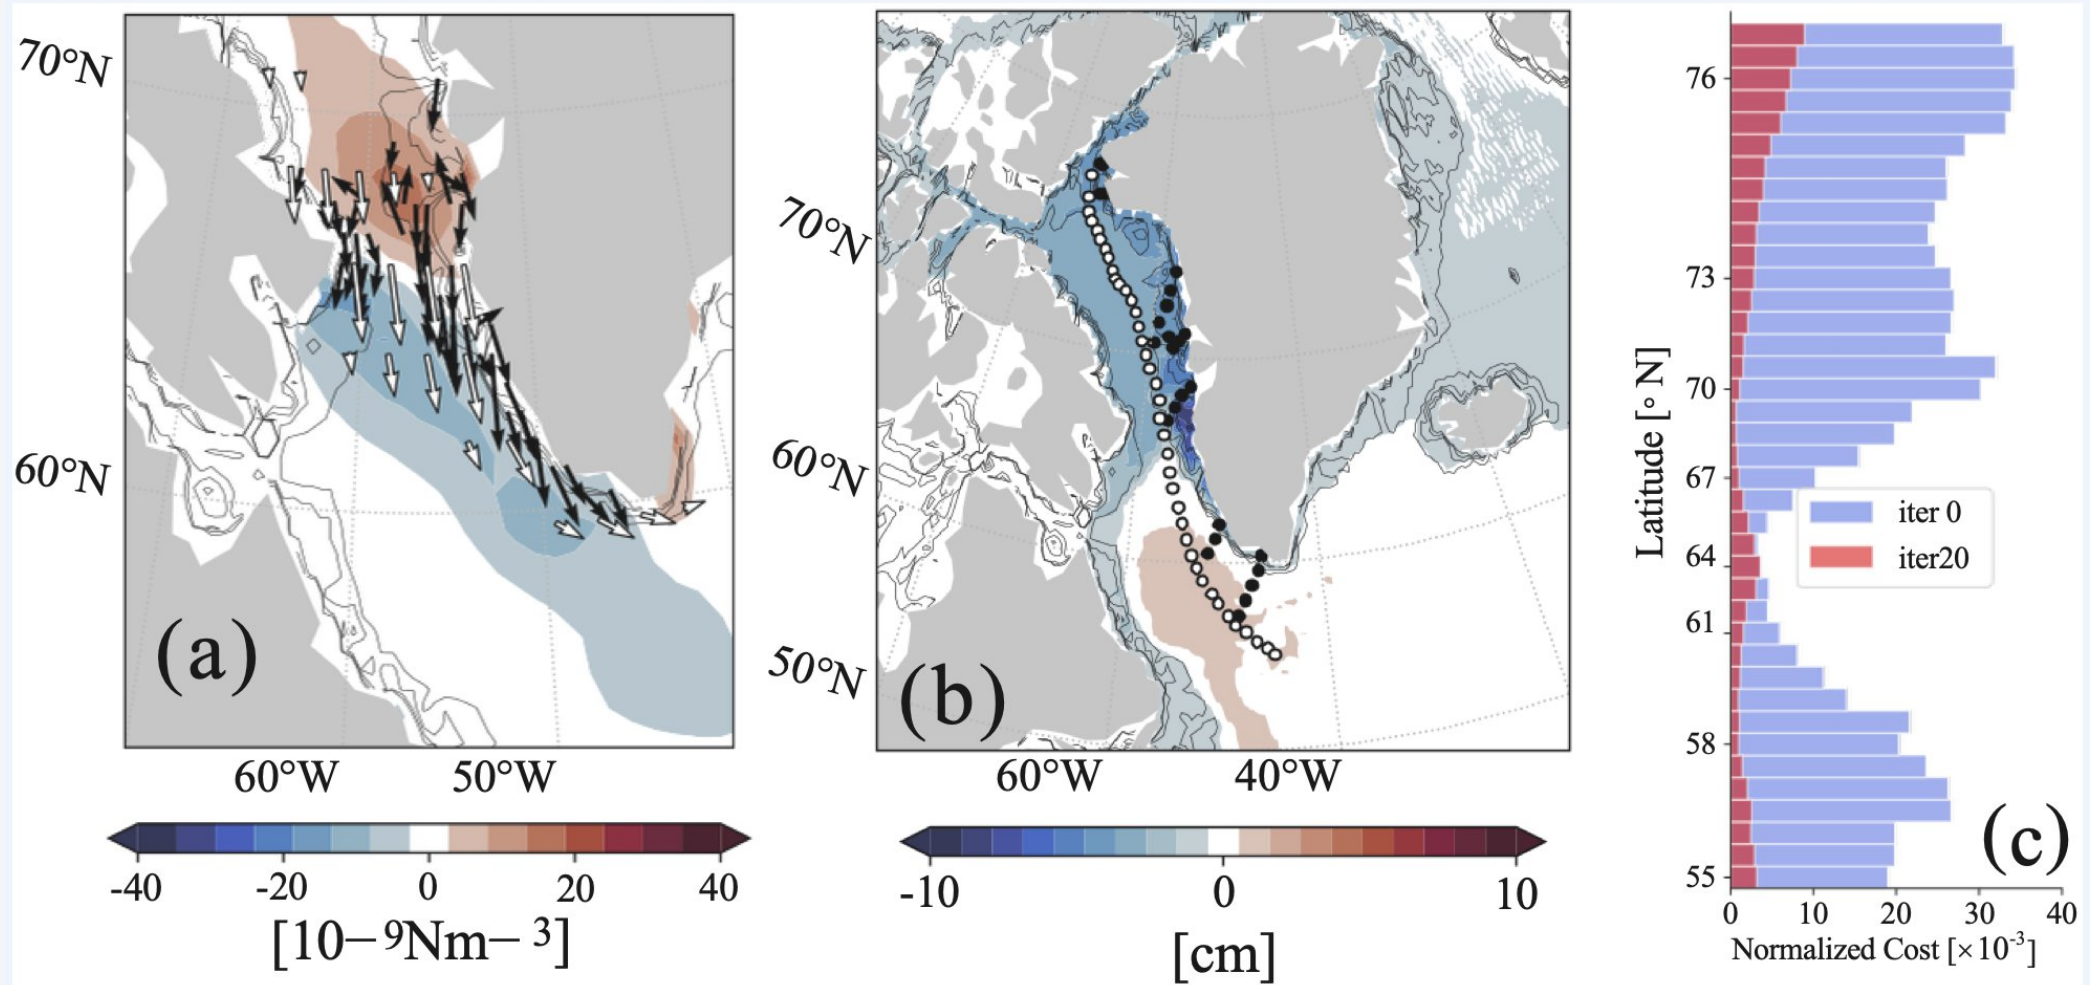 70°N
60°N
(a)
60°W 50°W
-40 -20 0 20 40
[10−⁹Nm− ³]
70°N
60°N
50°N
(b)
60°W 40°W
-10 0 10
[cm]
Latitude [° N]
76
73
70
67
64
61
58
55
iter 0
iter20
(c)
0 10 20 30 40
Normalized Cost [×10⁻³]